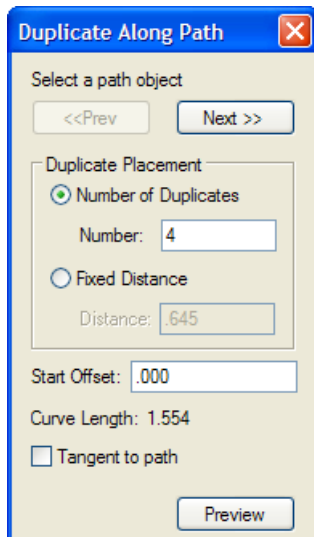 Duplicate Along Path
Select a path object
<<Prev Next >>
Duplicate Placement
Number of Duplicates
Number: 4
Fixed Distance
Distance: .645
Start Offset: .000
Curve Length: 1.554
Tangent to path
Preview